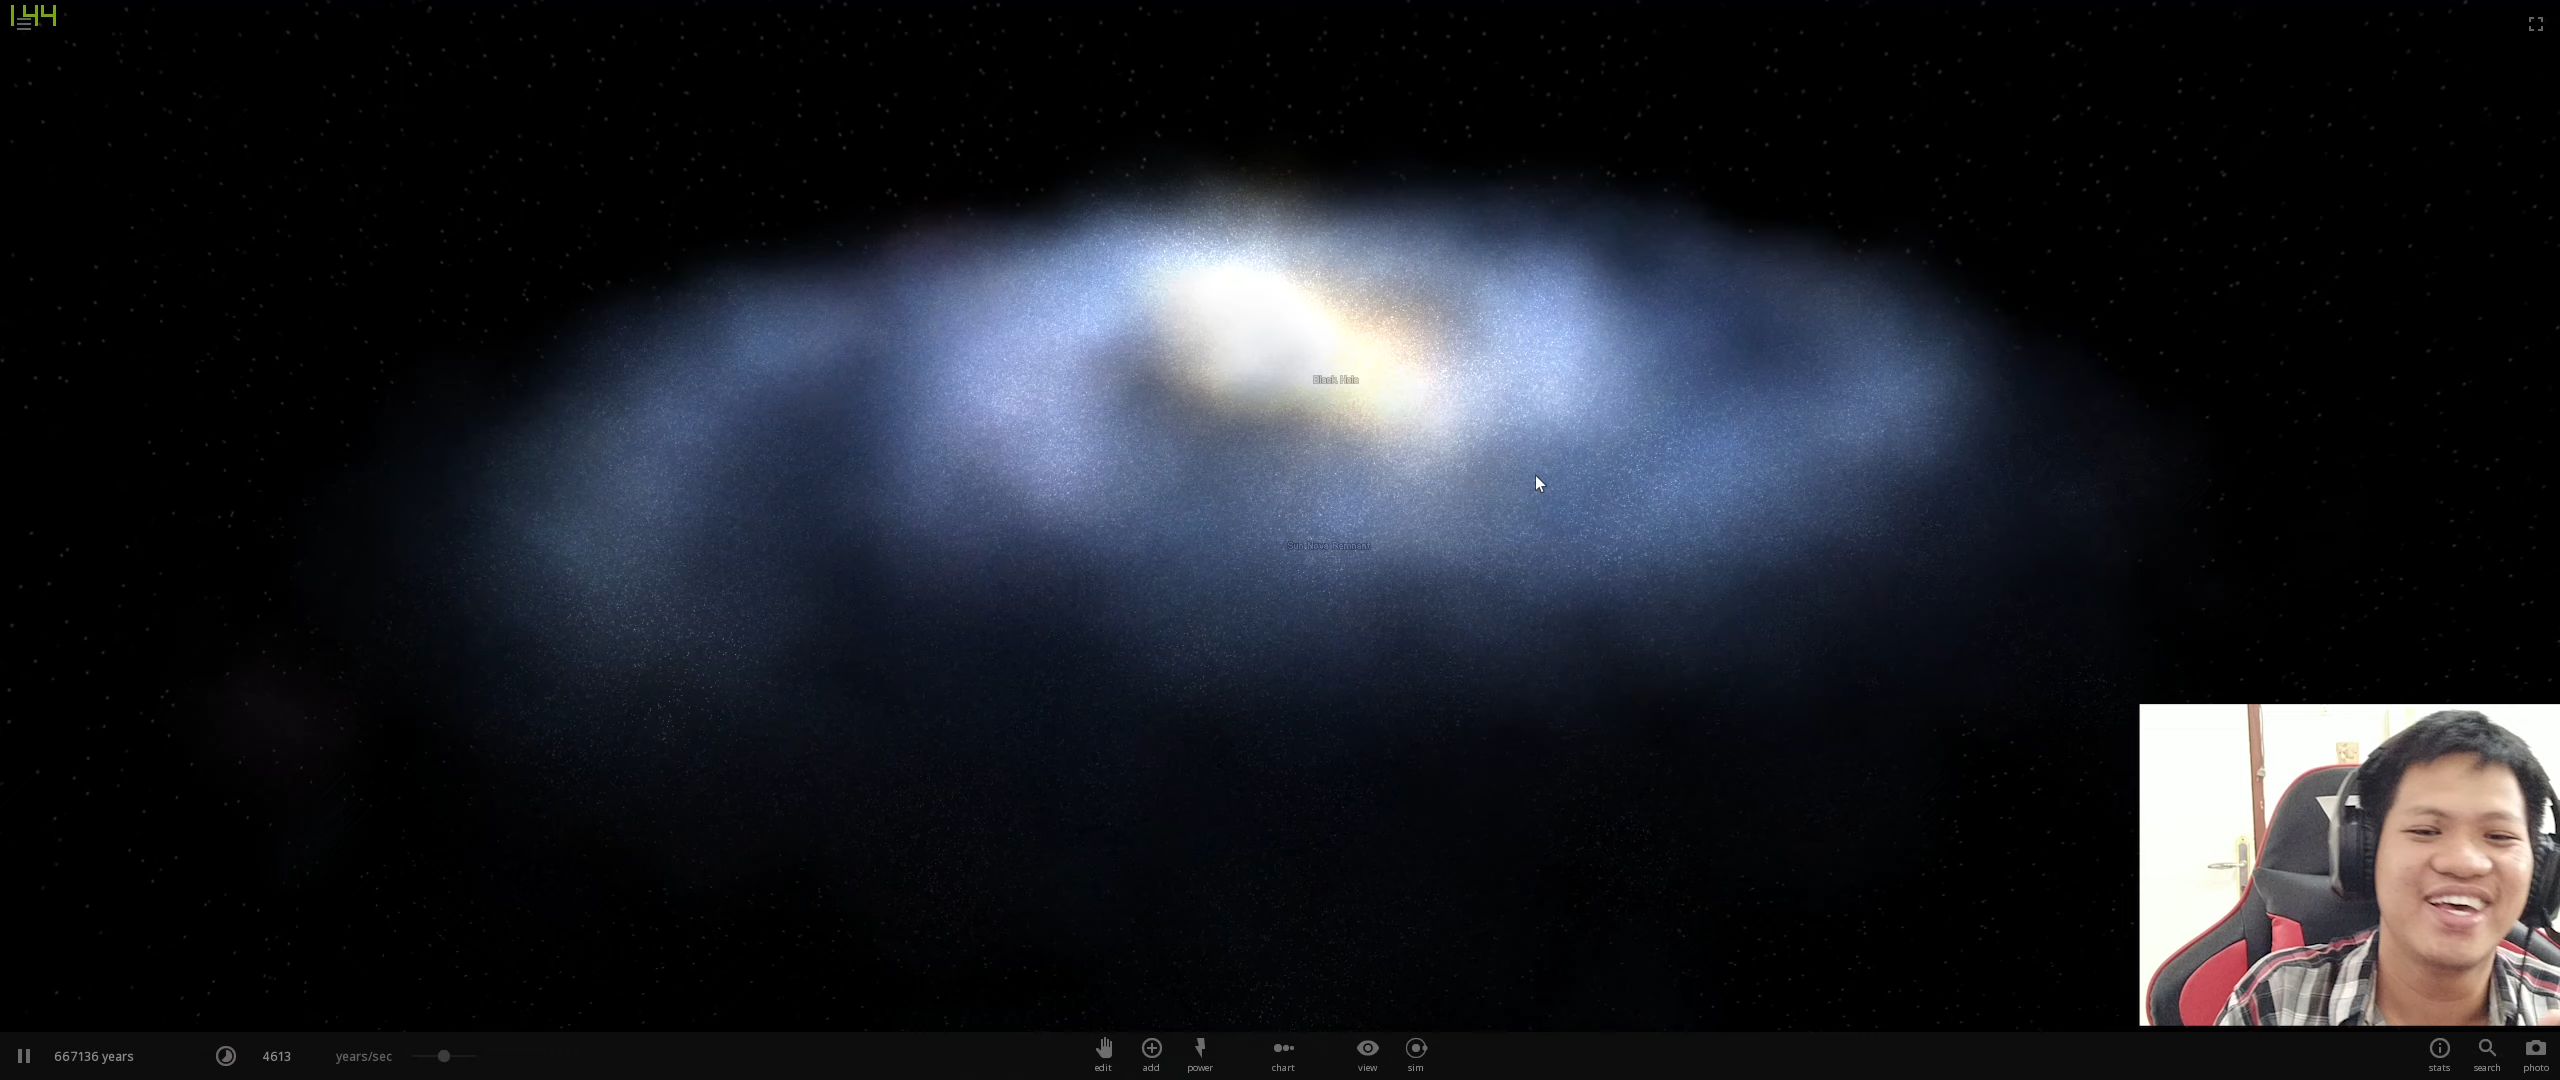 144
Black Hole
Sun Nova Remnant
667136 years
4613
years/sec
edit
add
power
chart
view
sim
stats
search
photo